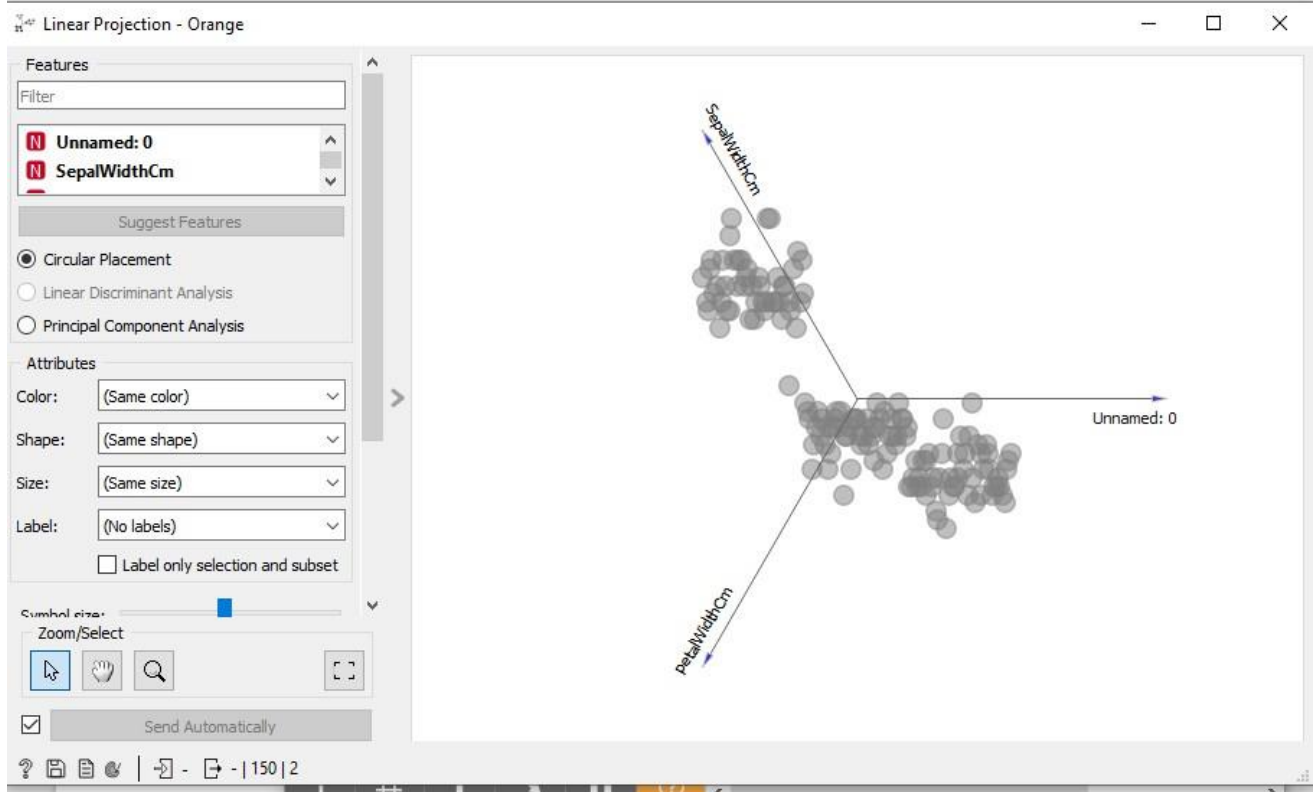 Linear Projection - Orange
Features
Filter
N Unnamed: 0
N SepalWidthCm
Suggest Features
Circular Placement
Linear Discriminant Analysis
Principal Component Analysis
Attributes
Color: (Same color)
Shape: (Same shape)
Size: (Same size)
Label: (No labels)
Label only selection and subset
Symbol size:
Zoom/Select
Send Automatically
? - - | 150 | 2
SepalWidthCm
Unnamed: 0
petalWidthCm